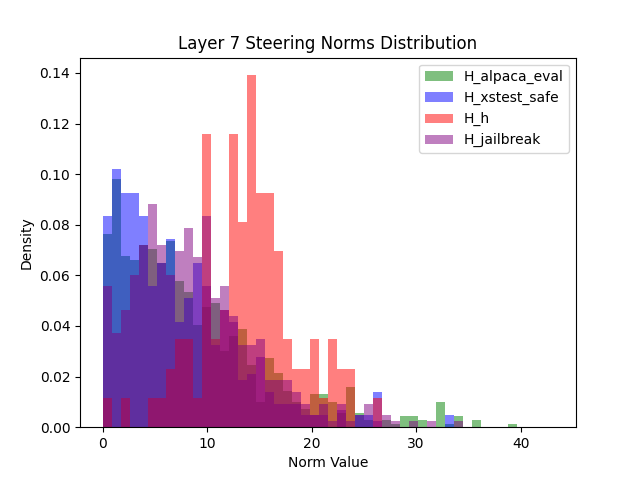 Layer 7 Steering Norms Distribution
H_alpaca_eval
H_xstest_safe
H_h
H_jailbreak
0.14
0.12
0.10
0.08
0.06
0.04
0.02
0.00
Density
0
10
20
30
40
Norm Value